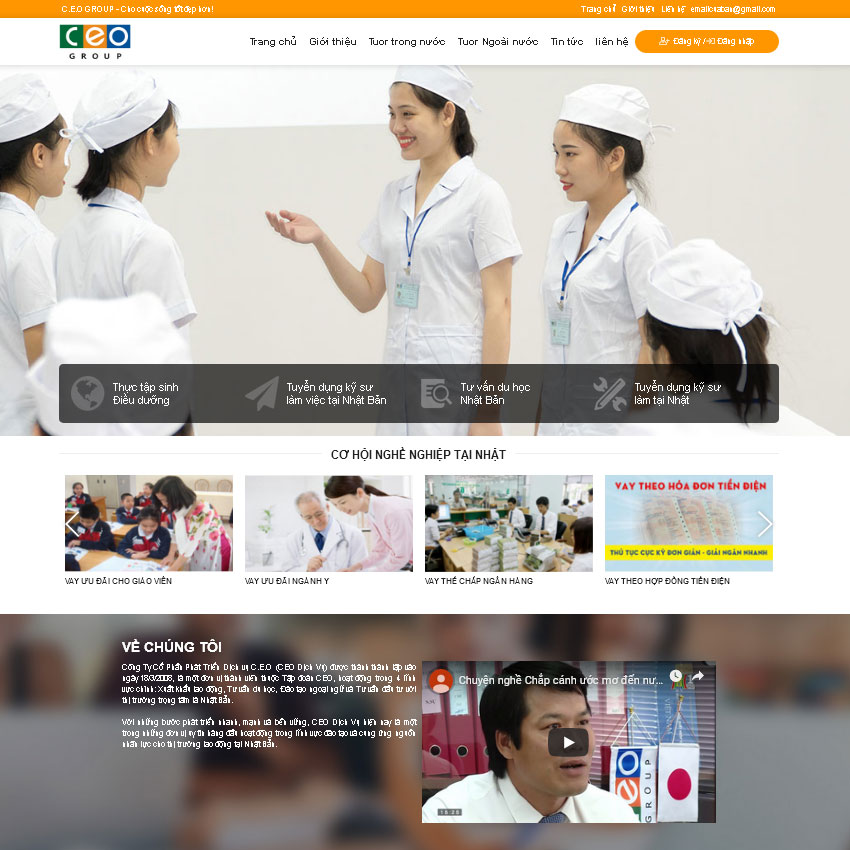 C.E.O GROUP - Cho cuộc sống tốt đẹp hơn!
Trang chủ Giới thiệu Liên hệ emailcuaban@gmail.com
ceo
GROUP
Trang chủ Giới thiệu Tuor trong nước Tuor Ngoài nước Tin tức liên hệ Đăng ký / Đăng nhập
Thực tập sinh
Điều dưỡng
Tuyển dụng kỹ sư
làm việc tại Nhật Bản
Tư vấn du học
Nhật Bản
Tuyển dụng kỹ sư
làm tại Nhật
CƠ HỘI NGHỀ NGHIỆP TẠI NHẬT
VAY THEO HÓA ĐƠN TIỀN ĐIỆN
THỦ TỤC CỰC KỲ ĐƠN GIẢN - GIẢI NGÂN NHANH
VAY ƯU ĐÃI CHO GIÁO VIÊN
VAY ƯU ĐÃI NGÀNH Y
VAY THẾ CHẤP NGÂN HÀNG
VAY THEO HỢP ĐỒNG TIỀN ĐIỆN
VỀ CHÚNG TÔI
Công Ty Cổ Phần Phát Triển Dịch vụ C.E.O (CEO Dịch Vụ) được thành thành lập vào
ngày 18/3/2008, là một đơn vị thành viên thuộc Tập đoàn CEO, hoạt động trong 4 lĩnh
vực chính: Xuất khẩu lao động, Tư vấn du học, Đào tạo ngoại ngữ và Tư vấn đầu tư với
thị trường trọng tâm là Nhật Bản.
Với những bước phát triển nhanh, mạnh và bền vững, CEO Dịch Vụ hiện nay là một
trong những đơn vị uy tín hàng đầu hoạt động trong lĩnh vực đào tạo và cung ứng nguồn
nhân lực cho thị trường lao động tại Nhật Bản.
Chuyện nghề Chắp cánh ước mơ đến nư...
GROUP